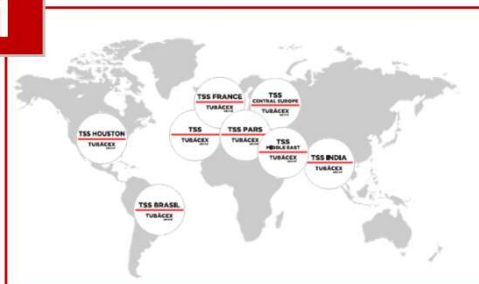 TSS FRANCE
TUBACEX
TSS
CENTRAL EUROPE
TUBACEX
TSS HOUSTON
TUBACEX
TSS
TUBACEX
TSS PARS
TUBACEX
TSS
MIDDLE EAST
TUBACEX
TSS INDIA
TUBACEX
TSS BRASIL
TUBACEX